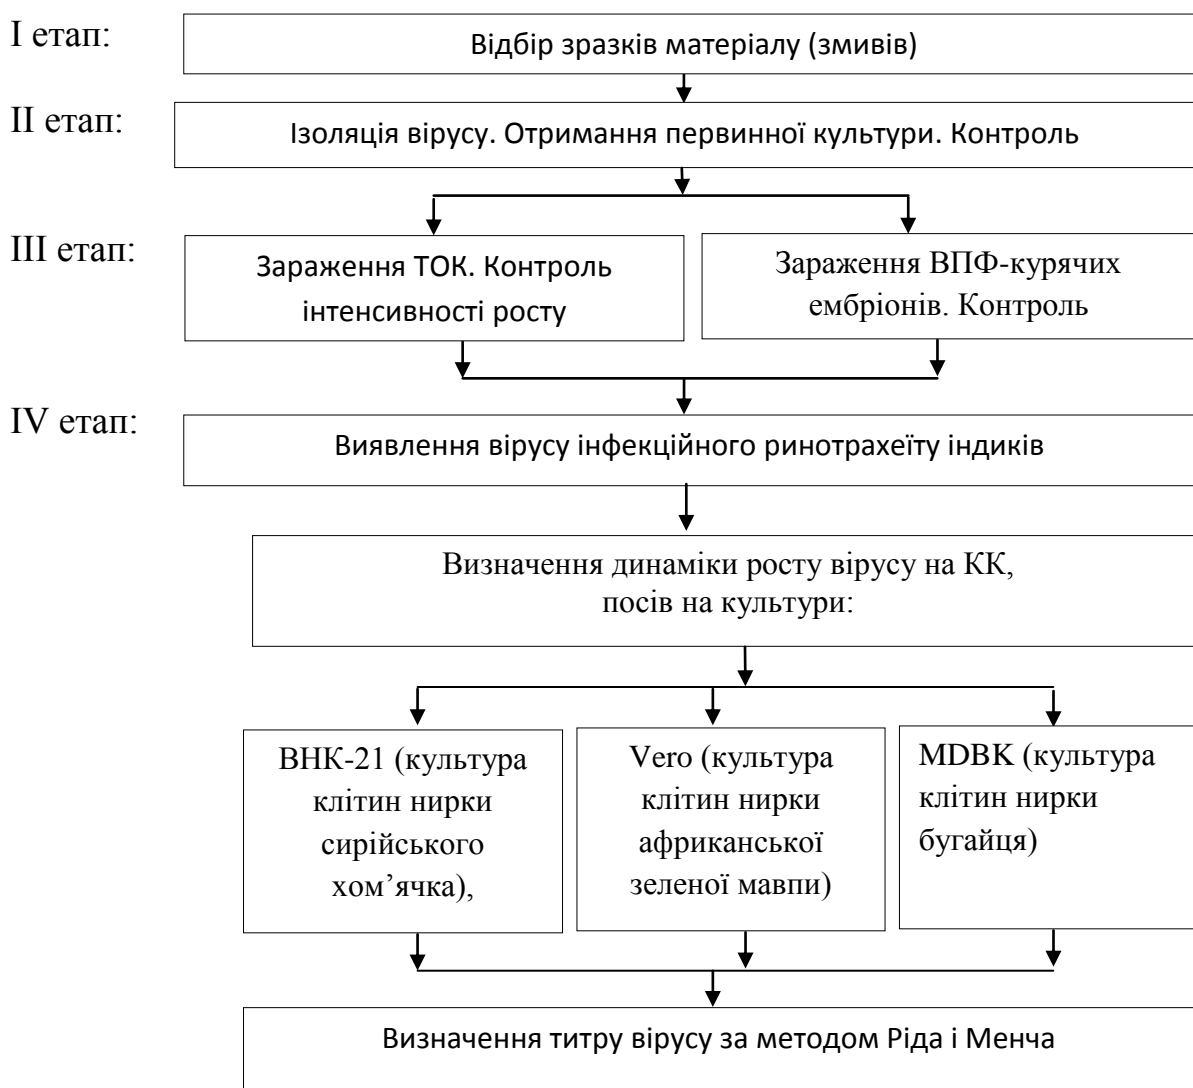 І етап:
Відбір зразків матеріалу (змивів)
ІІ етап:
Ізоляція вірусу. Отримання первинної культури. Контроль
ІІІ етап:
Зараження ТОК. Контроль
інтенсивності росту
Зараження ВПФ-курячих
ембріонів. Контроль
IV етап:
Виявлення вірусу інфекційного ринотрахеїту індиків
Визначення динаміки росту вірусу на КК,
посів на культури:
ВНК-21 (культура
клітин нирки
сирійського
хом’ячка),
Vero (культура
клітин нирки
африканської
зеленої мавпи)
MDBK (культура
клітин нирки
бугайця)
Визначення титру вірусу за методом Ріда і Менча